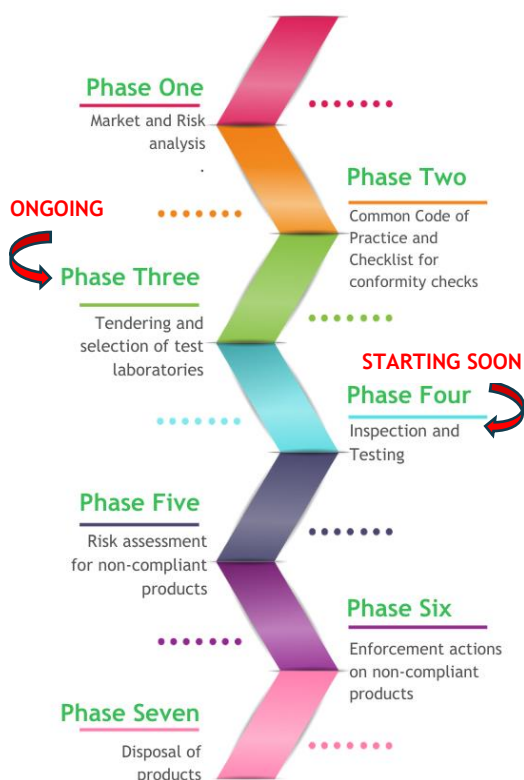 Phase One
Market and Risk
analysis
.
Phase Two
Common Code of
Practice and
Checklist for
conformity checks
ONGOING
Phase Three
Tendering and
selection of test
laboratories
STARTING SOON
Phase Four
Inspection and
Testing
Phase Five
Risk assessment
for non-compliant
products
Phase Six
Enforcement actions
on non-compliant
products
Phase Seven
Disposal of
products